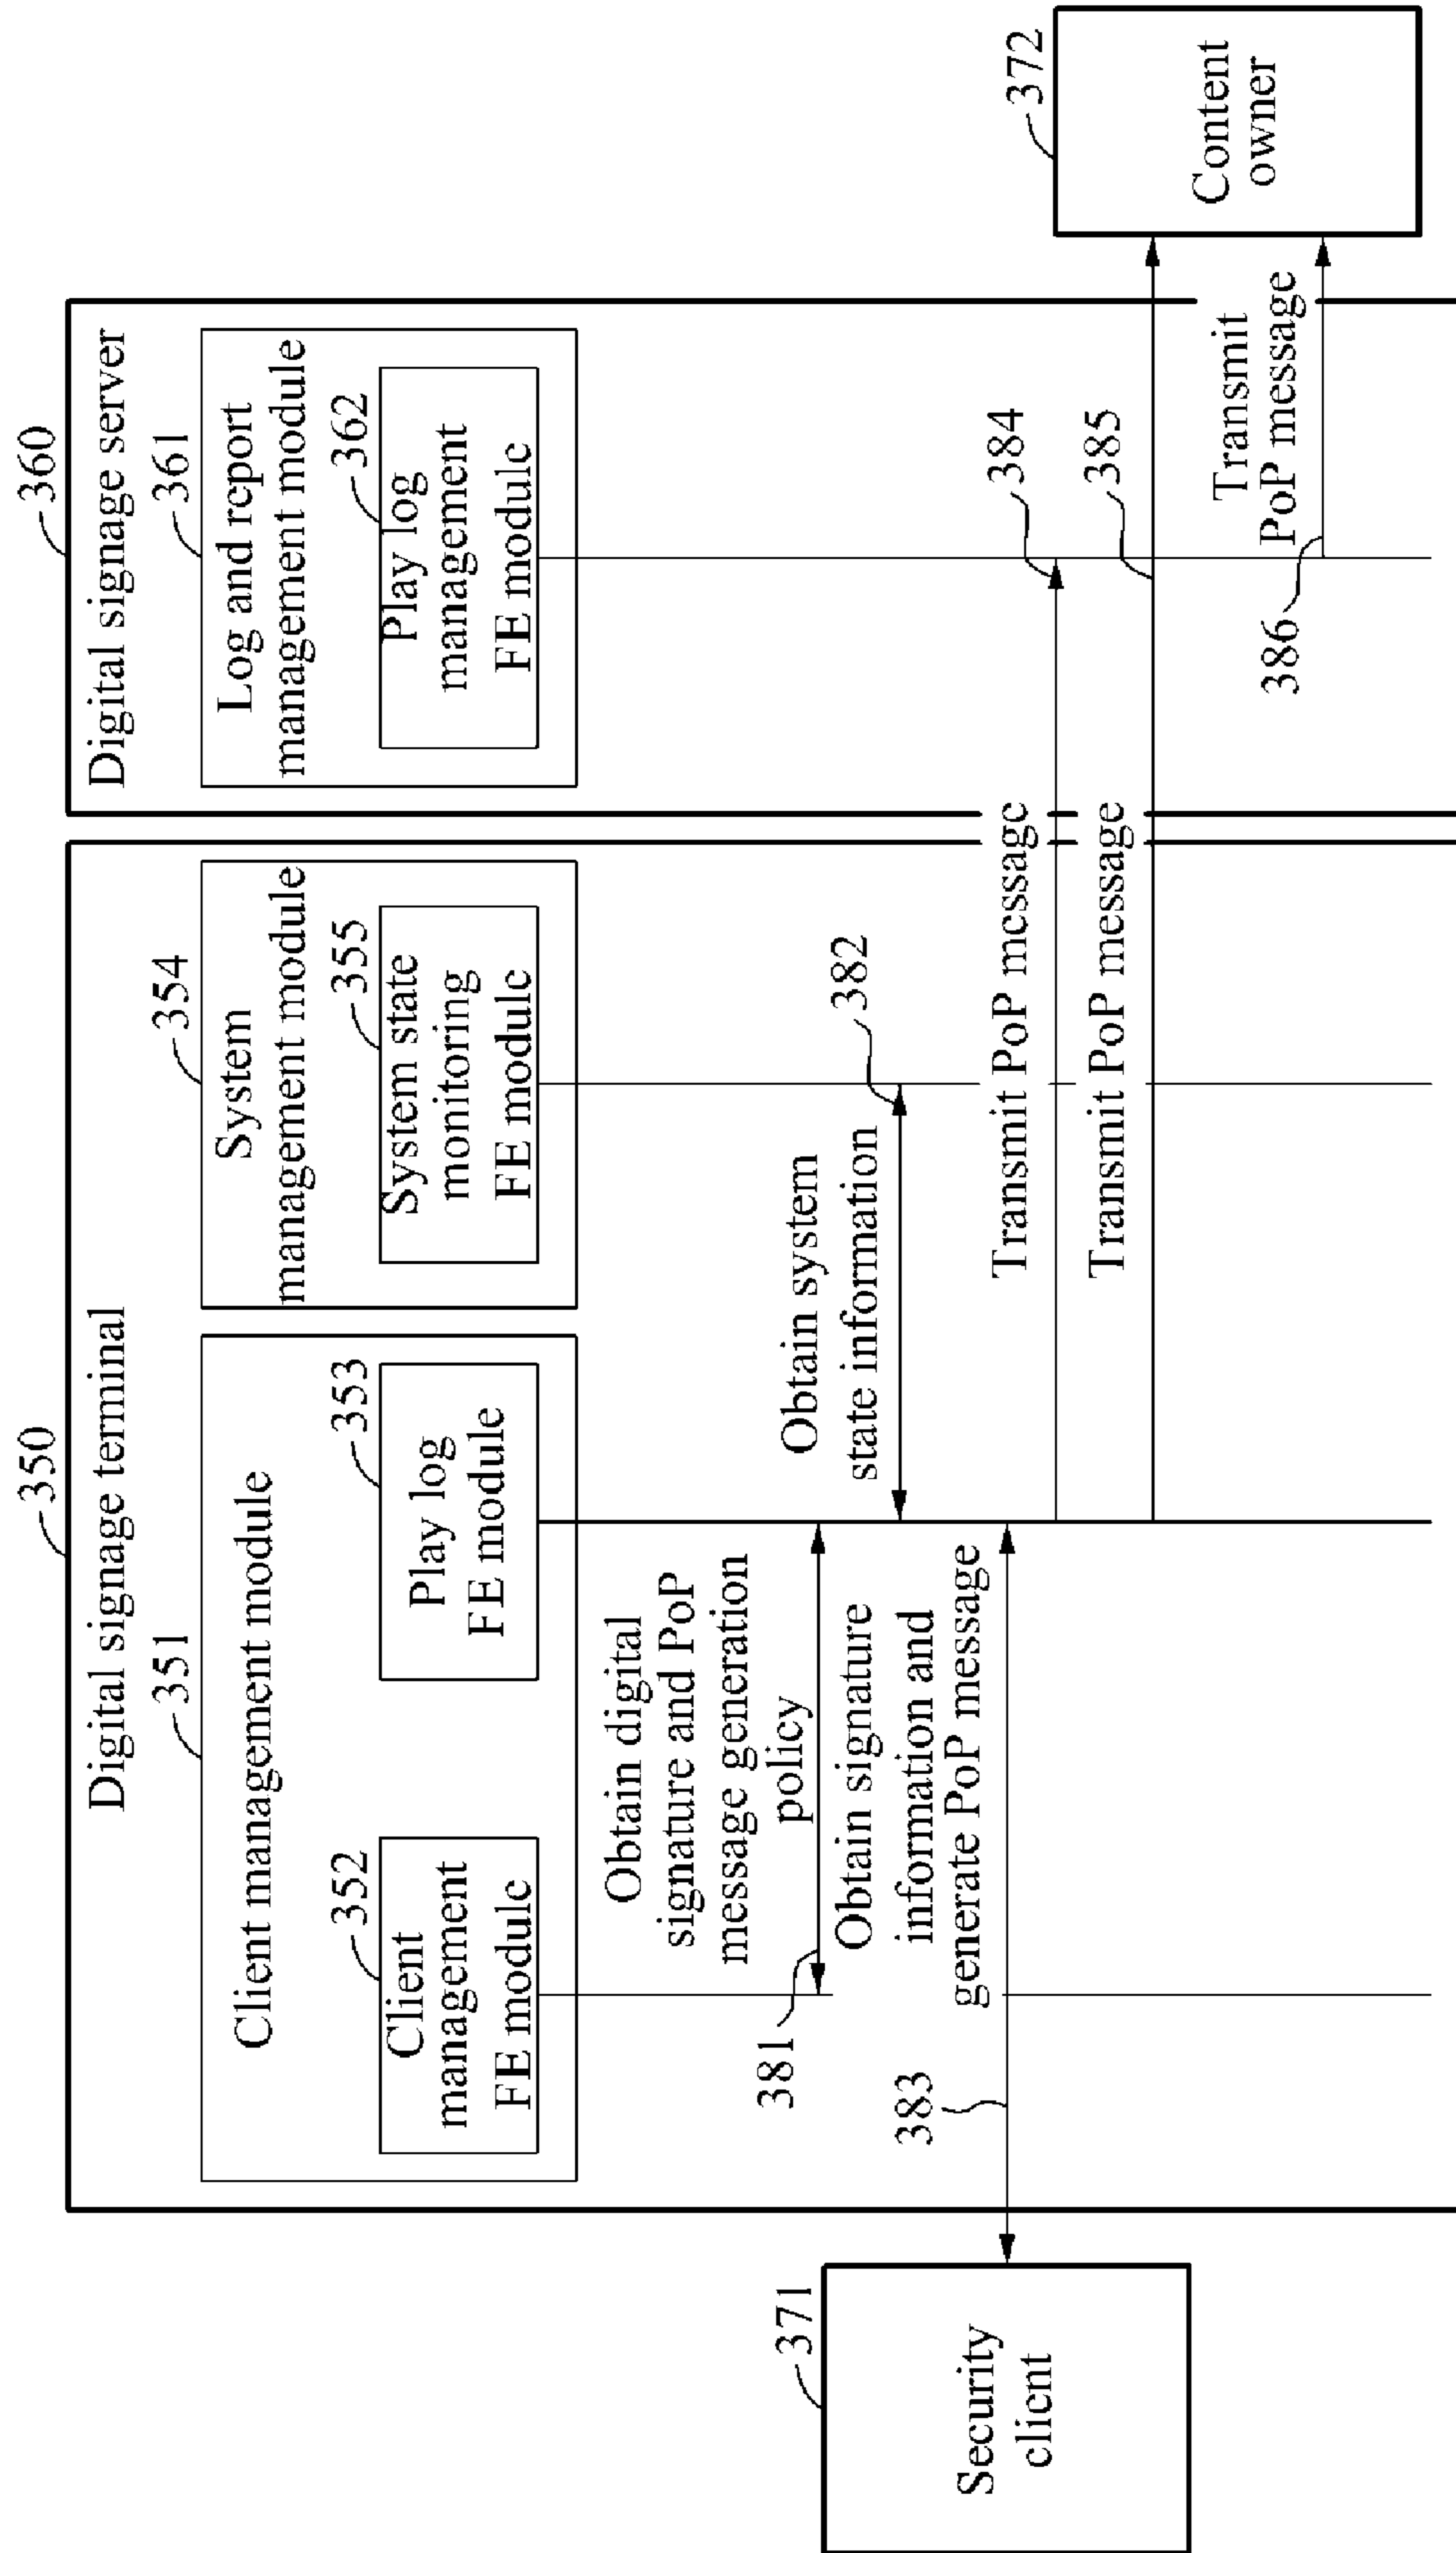 350
Digital signage terminal
351
Client management module
352
Client
management
FE module
353
Play log
FE module
354
System
management module
355
System state
monitoring
FE module
360
Digital signage server
361
Log and report
management module
362
Play log
management
FE module
371
Security
client
372
Content
owner
Obtain digital
signature and PoP
message generation
policy
381
Obtain system
state information
382
Obtain signature
information and
generate PoP message
383
Transmit PoP message
384
Transmit PoP message
385
Transmit
PoP message
386